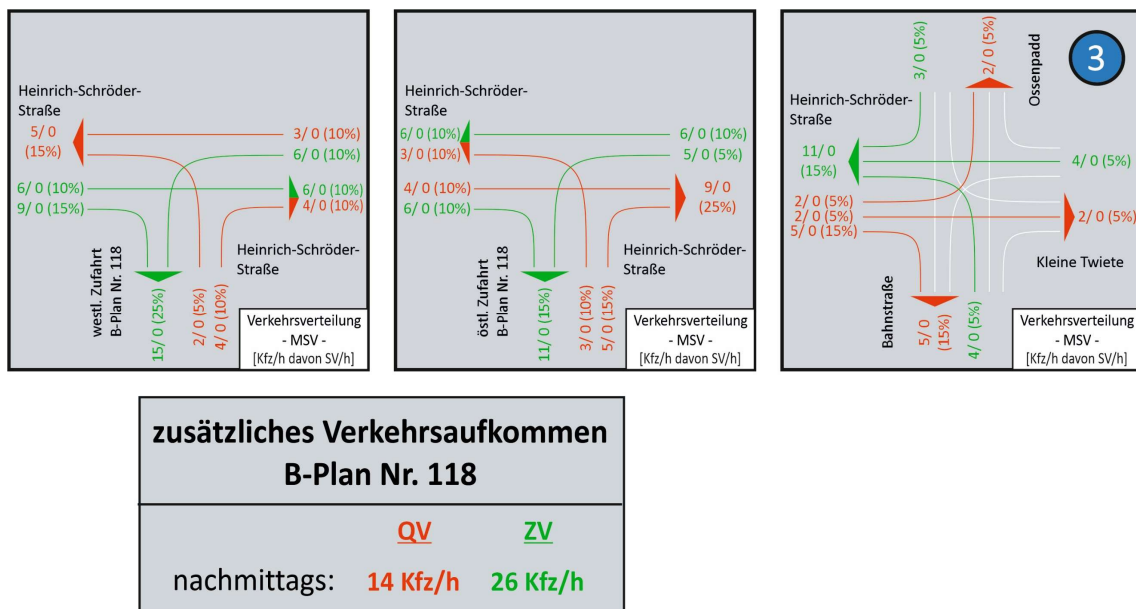 Heinrich-Schröder-
Straße
5/ 0
(15%)
3/ 0 (10%)
6/ 0 (10%)
6/ 0 (10%)
9/ 0 (15%)
6/ 0 (10%)
4/ 0 (10%)
Heinrich-Schröder-
Straße
westl. Zufahrt
B-Plan Nr. 118
15/ 0 (25%)
2/ 0 (5%)
4/ 0 (10%)
Verkehrsverteilung
- MSV -
[Kfz/h davon SV/h]
Heinrich-Schröder-
Straße
6/ 0 (10%)
3/ 0 (10%)
6/ 0 (10%)
5/ 0 (5%)
4/ 0 (10%)
6/ 0 (10%)
9/ 0
(25%)
Heinrich-Schröder-
Straße
östl. Zufahrt
B-Plan Nr. 118
11/ 0 (15%)
3/ 0 (10%)
5/ 0 (15%)
Verkehrsverteilung
- MSV -
[Kfz/h davon SV/h]
3/ 0 (5%)
2/ 0 (5%)
Ossenpadd
3
Heinrich-Schröder-
Straße
11/ 0
(15%)
4/ 0 (5%)
2/ 0 (5%)
2/ 0 (5%)
5/ 0 (15%)
2/ 0 (5%)
Kleine Twiete
Bahnstraße
5/ 0
(15%)
4/ 0 (5%)
Verkehrsverteilung
- MSV -
[Kfz/h davon SV/h]
zusätzliches Verkehrsaufkommen
B-Plan Nr. 118
QV ZV
nachmittags: 14 Kfz/h 26 Kfz/h